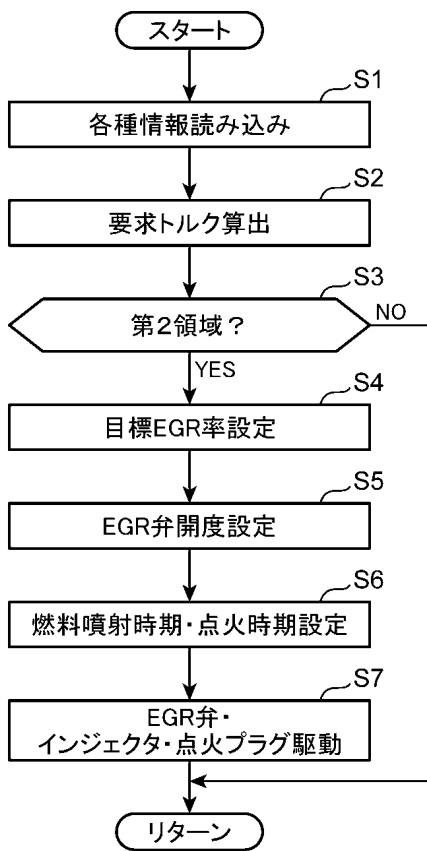 スタート
S1
各種情報読み込み
S2
要求トルク算出
S3
第2領域?
NO
YES
S4
目標EGR率設定
S5
EGR弁開度設定
S6
燃料噴射時期・点火時期設定
S7
EGR弁・
インジェクタ・点火プラグ駆動
リターン